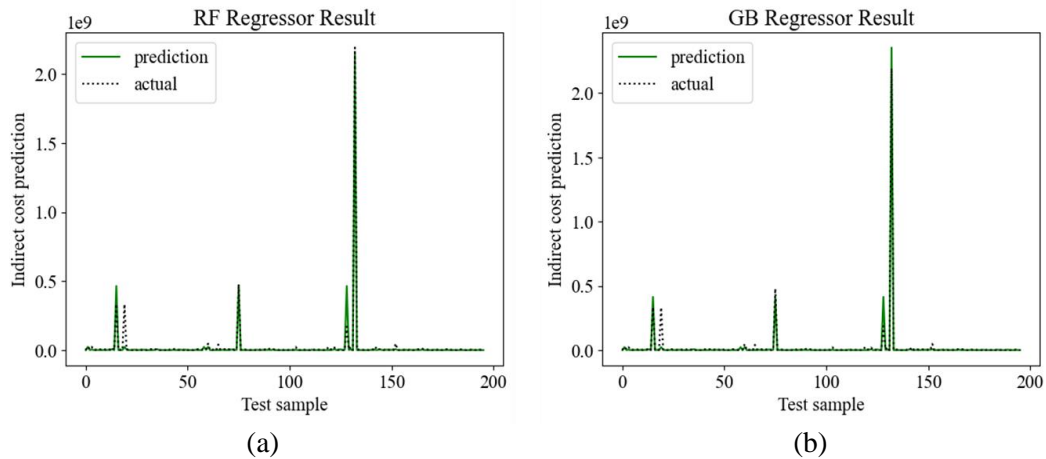 RF Regressor Result
1e9
prediction
actual
2.0
1.5
1.0
0.5
0.0
Indirect cost prediction
0
50
100
150
200
Test sample
(a)
GB Regressor Result
1e9
prediction
actual
2.0
1.5
1.0
0.5
0.0
Indirect cost prediction
0
50
100
150
200
Test sample
(b)